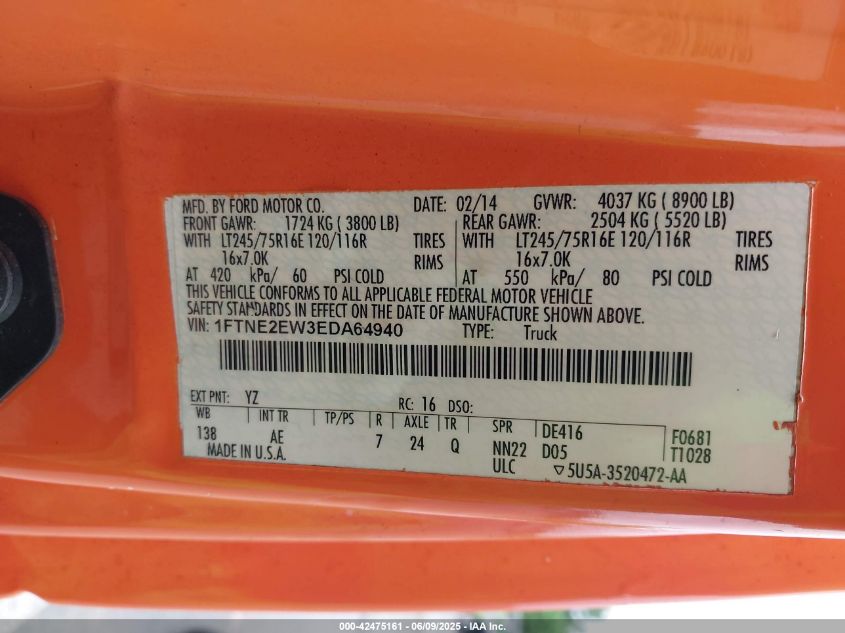 MFD. BY FORD MOTOR CO. DATE: 02/14 GVWR: 4037 KG ( 8900 LB)
FRONT GAWR: 1724 KG ( 3800 LB) REAR GAWR: 2504 KG ( 5520 LB)
WITH LT245/75R16E 120/116R TIRES WITH LT245/75R16E 120/116R TIRES
16x7.0K RIMS 16x7.0K RIMS
AT 420 kPa/ 60 PSI COLD AT 550 kPa/ 80 PSI COLD
THIS VEHICLE CONFORMS TO ALL APPLICABLE FEDERAL MOTOR VEHICLE
SAFETY STANDARDS IN EFFECT ON THE DATE OF MANUFACTURE SHOWN ABOVE.
VIN: 1FTNE2EW3EDA64940 TYPE: Truck
EXT PNT: YZ RC: 16 DSO:
WB INT TR TP/PS R AXLE TR SPR DE416 F0681
138 AE 7 24 Q NN22 D05 T1028
MADE IN U.S.A. ULC ▽5U5A-3520472-AA
000-42475161 - 06/09/2025 - IAA Inc.